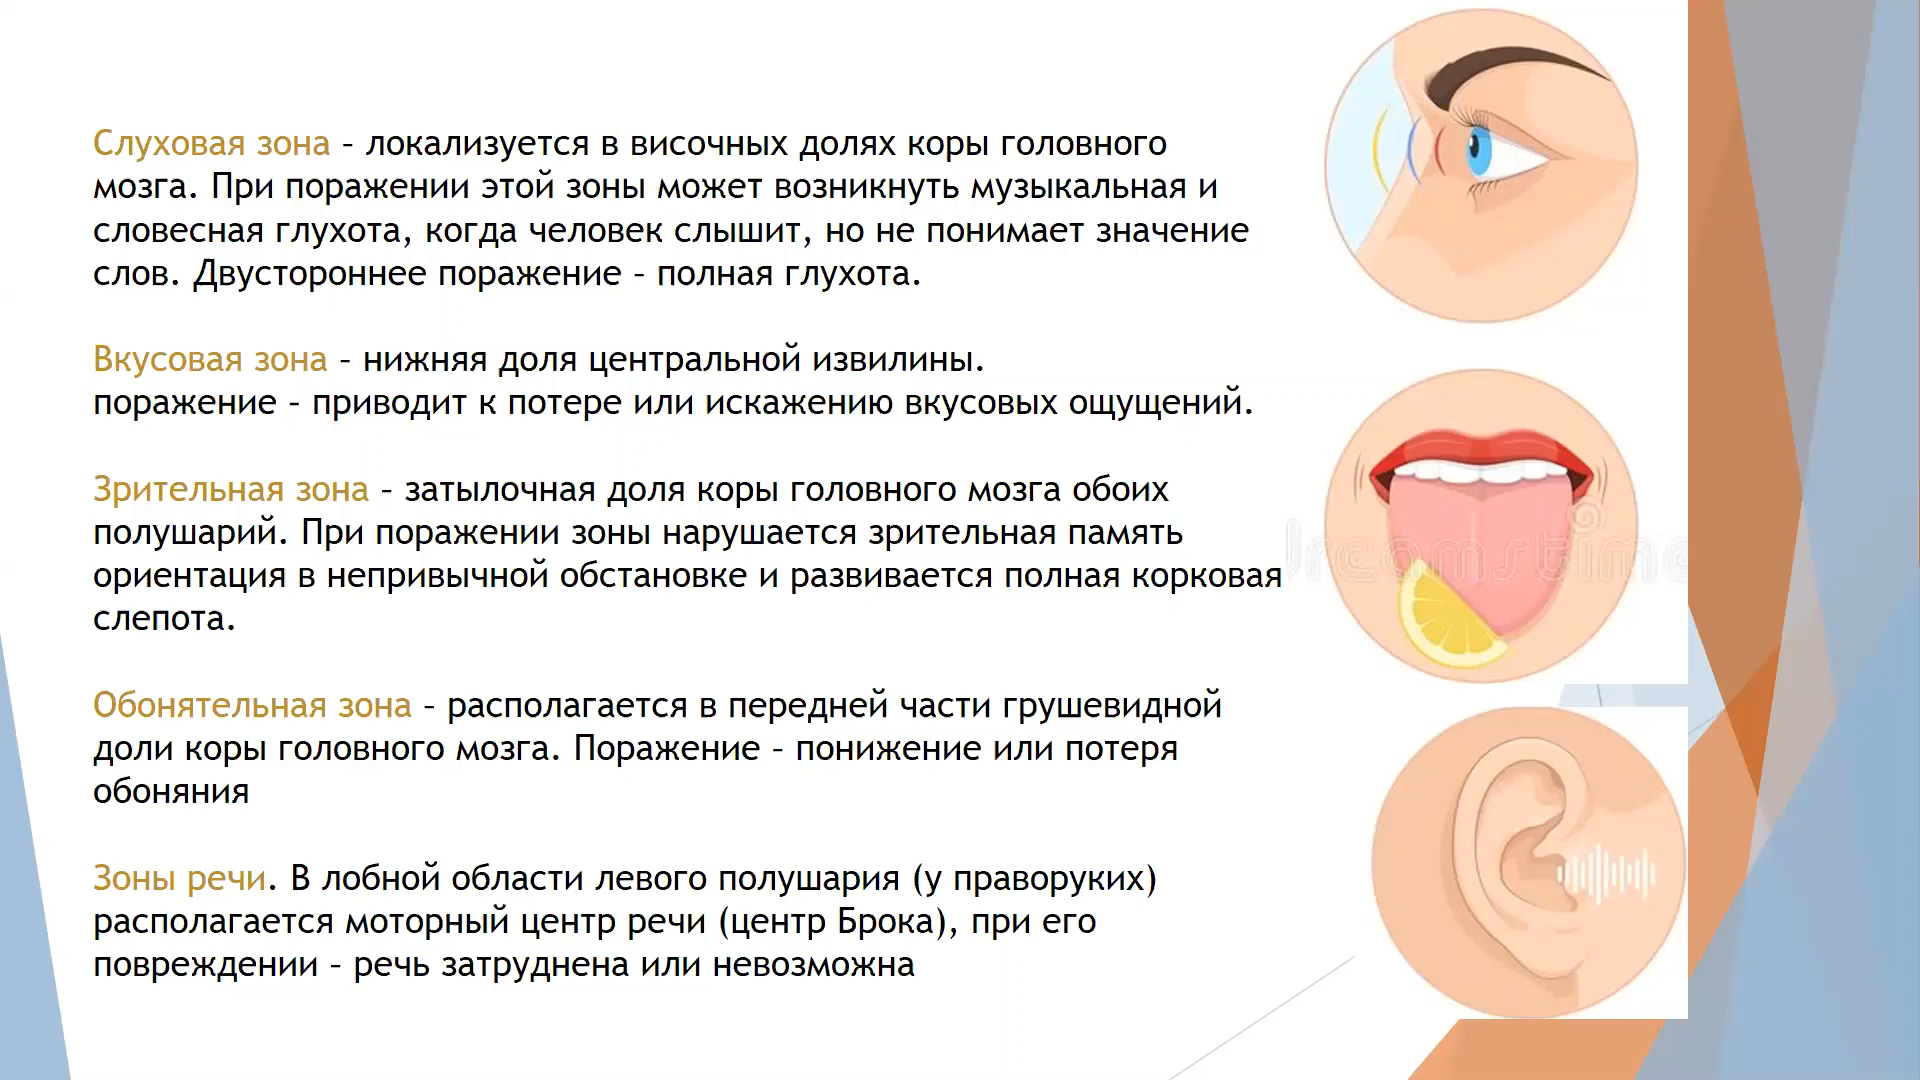 Слуховая зона – локализуется в височных долях коры головного
мозга. При поражении этой зоны может возникнуть музыкальная и
словесная глухота, когда человек слышит, но не понимает значение
слов. Двустороннее поражение – полная глухота.
Вкусовая зона – нижняя доля центральной извилины.
поражение – приводит к потере или искажению вкусовых ощущений.
Зрительная зона – затылочная доля коры головного мозга обоих
полушарий. При поражении зоны нарушается зрительная память
ориентация в непривычной обстановке и развивается полная корковая
слепота.
Обонятельная зона – располагается в передней части грушевидной
доли коры головного мозга. Поражение – понижение или потеря
обоняния
Зоны речи. В лобной области левого полушария (у праворуких)
располагается моторный центр речи (центр Брока), при его
повреждении – речь затруднена или невозможна
dreamstime